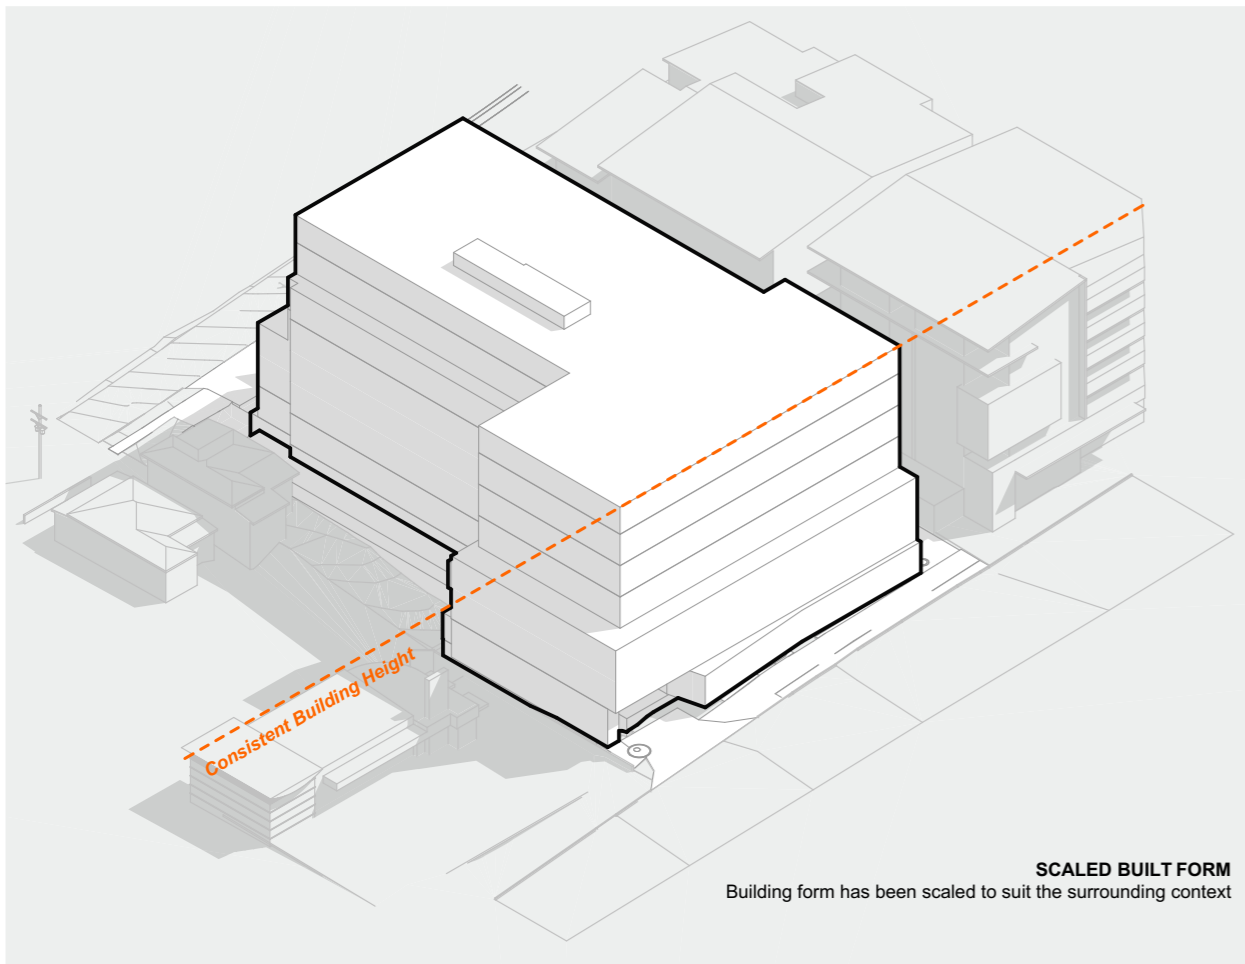 Consistent Building Height
SCALED BUILT FORM
Building form has been scaled to suit the surrounding context